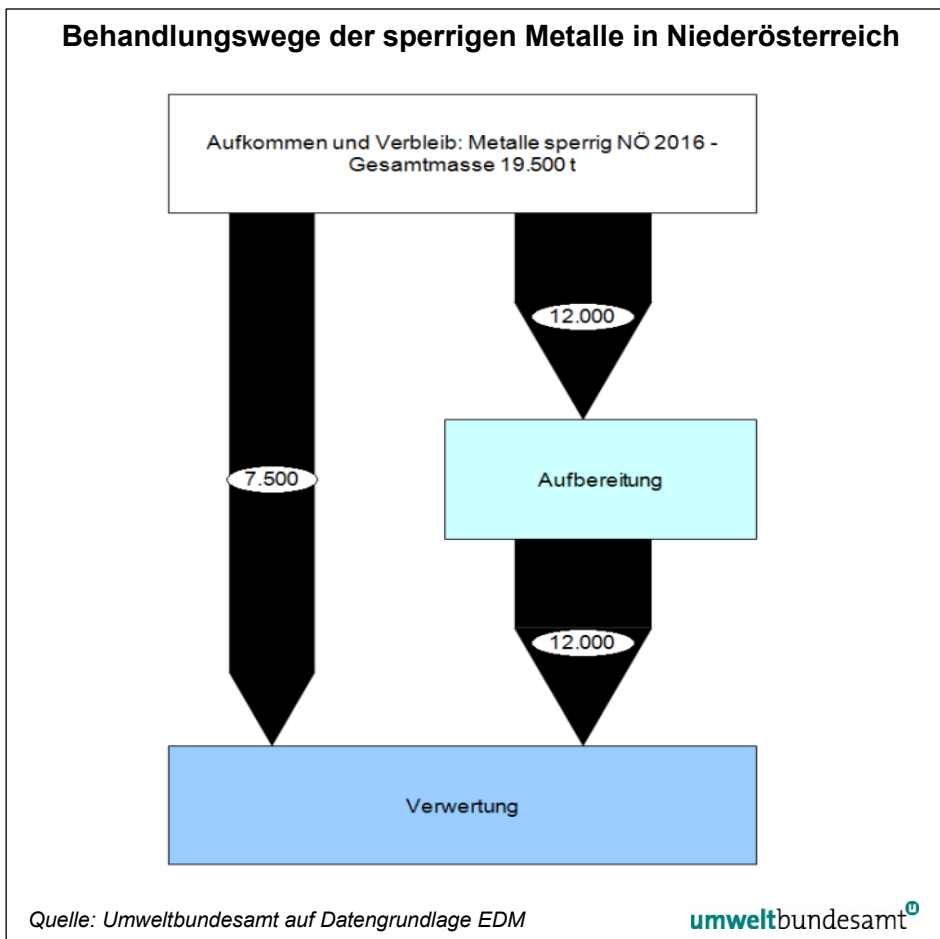 Behandlungswege der sperrigen Metalle in Niederösterreich
Aufkommen und Verbleib: Metalle sperrig NÖ 2016 -
Gesamtmasse 19.500 t
12.000
Aufbereitung
7.500
12.000
Verwertung
Quelle: Umweltbundesamt auf Datengrundlage EDM
umweltbundesamt
u